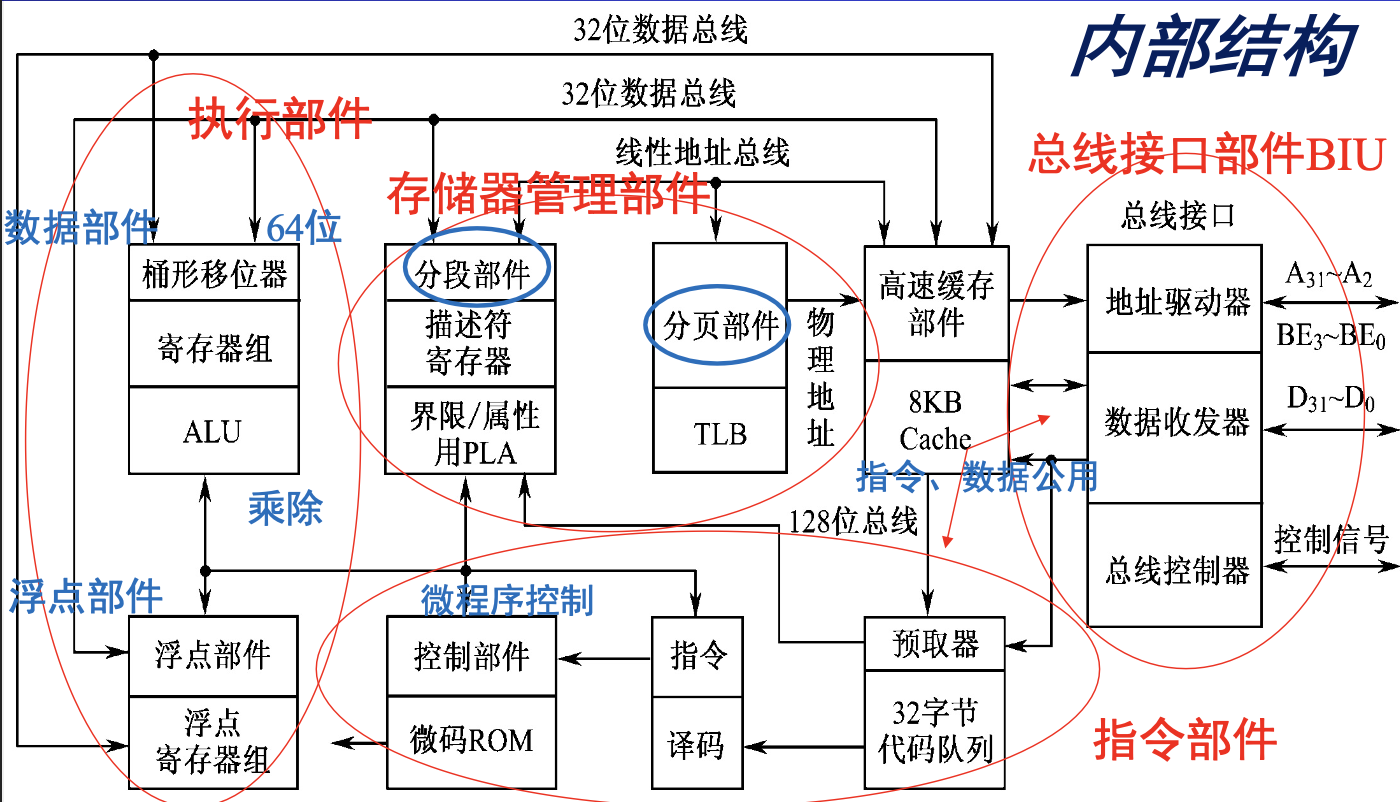 32位数据总线
内部结构
32位数据总线
执行部件
线性地址总线
总线接口部件BIU
存储器管理部件
数据部件
64位
总线接口
桶形移位器
寄存器组
ALU
分段部件
描述符
寄存器
界限/属性
用PLA
分页部件
TLB
物
理
地
址
高速缓存
部件
8KB
Cache
地址驱动器
数据收发器
总线控制器
A31~A2
BE3~BE0
D31~D0
控制信号
指令、数据公用
乘除
128位总线
浮点部件
微程序控制
浮点部件
浮点
寄存器组
控制部件
微码ROM
指令
译码
预取器
32字节
代码队列
指令部件